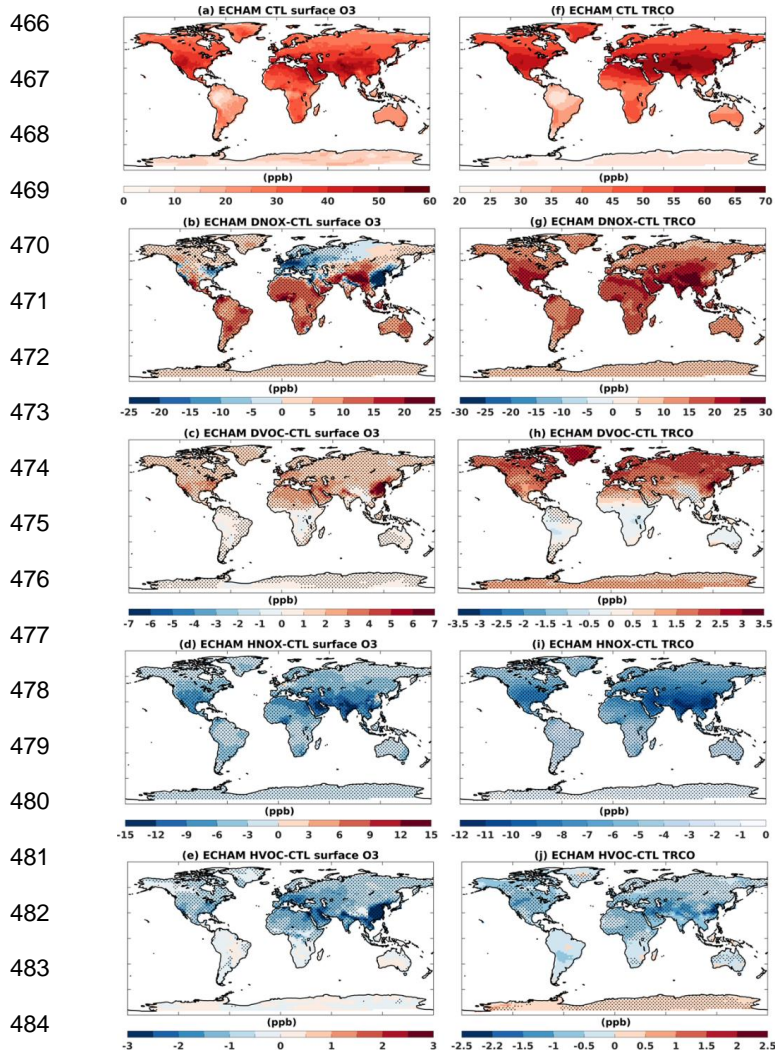 466
(a) ECHAM CTL surface O3
(f) ECHAM CTL TRCO
467
468
(ppb)
(ppb)
469
0 10 20 30 40 50 60
20 25 30 35 40 45 50 55 60 65 70
(b) ECHAM DNOX-CTL surface O3
(g) ECHAM DNOX-CTL TRCO
470
471
472
(ppb)
(ppb)
473
-25 -20 -15 -10 -5 0 5 10 15 20 25
-30 -25 -20 -15 -10 -5 0 5 10 15 20 25 30
(c) ECHAM DVOC-CTL surface O3
(h) ECHAM DVOC-CTL TRCO
474
475
476
(ppb)
(ppb)
-7 -6 -5 -4 -3 -2 -1 0 1 2 3 4 5 6 7
-3.5-3-2.5-2-1.5-1-0.5 0 0.5 1 1.5 2 2.5 3 3.5
477
(d) ECHAM HNOX-CTL surface O3
(i) ECHAM HNOX-CTL TRCO
478
479
480
(ppb)
(ppb)
-15 -12 -9 -6 -3 0 3 6 9 12 15
-12 -11 -10 -9 -8 -7 -6 -5 -4 -3 -2 -1 0
481
(e) ECHAM HVOC-CTL surface O3
(j) ECHAM HVOC-CTL TRCO
482
483
484
(ppb)
(ppb)
-3 -2 -1 0 1 2 3
-2.5 -2 -1.5 -1 -0.5 0 0.5 1 1.5 2 2.5